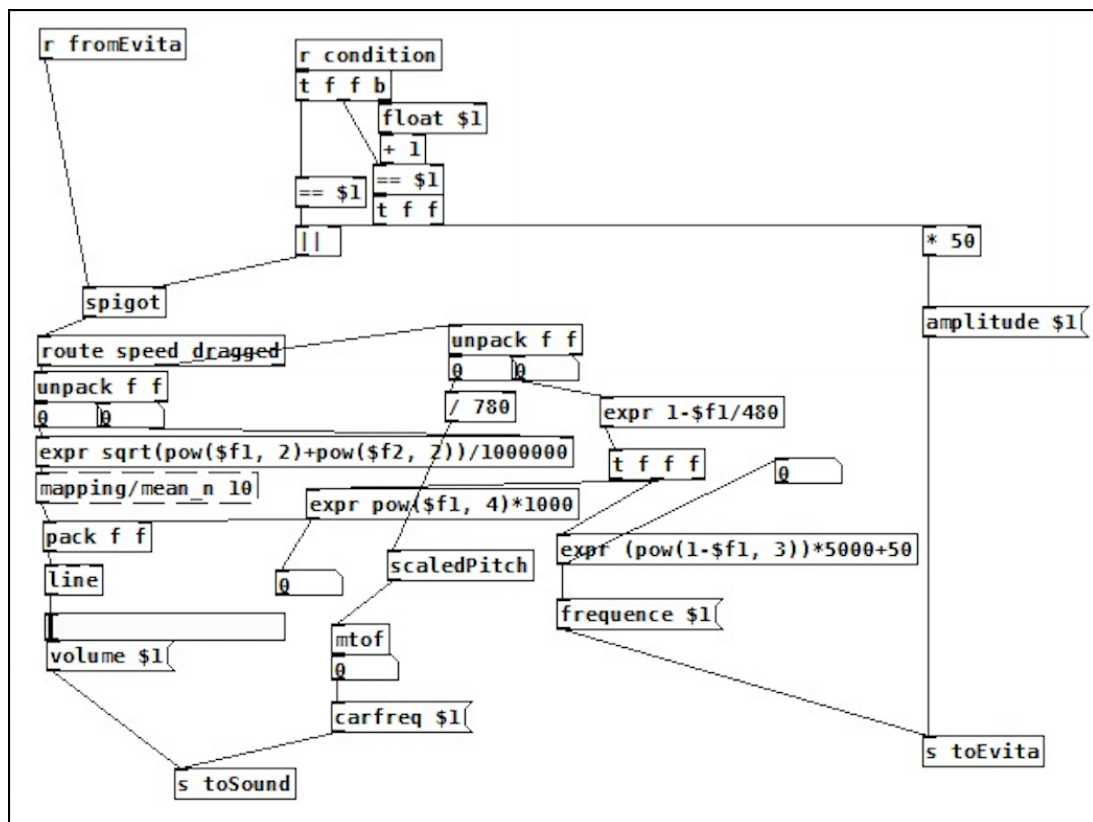 r fromEvita
r condition
t f f b
float $1
+ 1
== $1
== $1
t f f
||
* 50
spigot
amplitude $1
route speed dragged
unpack f f
unpack f f
0 0
0 0
/ 780
expr 1-$f1/480
expr sqrt(pow($f1, 2)+pow($f2, 2))/1000000
t f f f
0
mapping/mean_n 10
expr pow($f1, 4)*1000
pack f f
expr (pow(1-$f1, 3))*5000+50
scaledPitch
line
0
frequence $1
mtof
volume $1
0
carfreq $1
s toEvita
s toSound